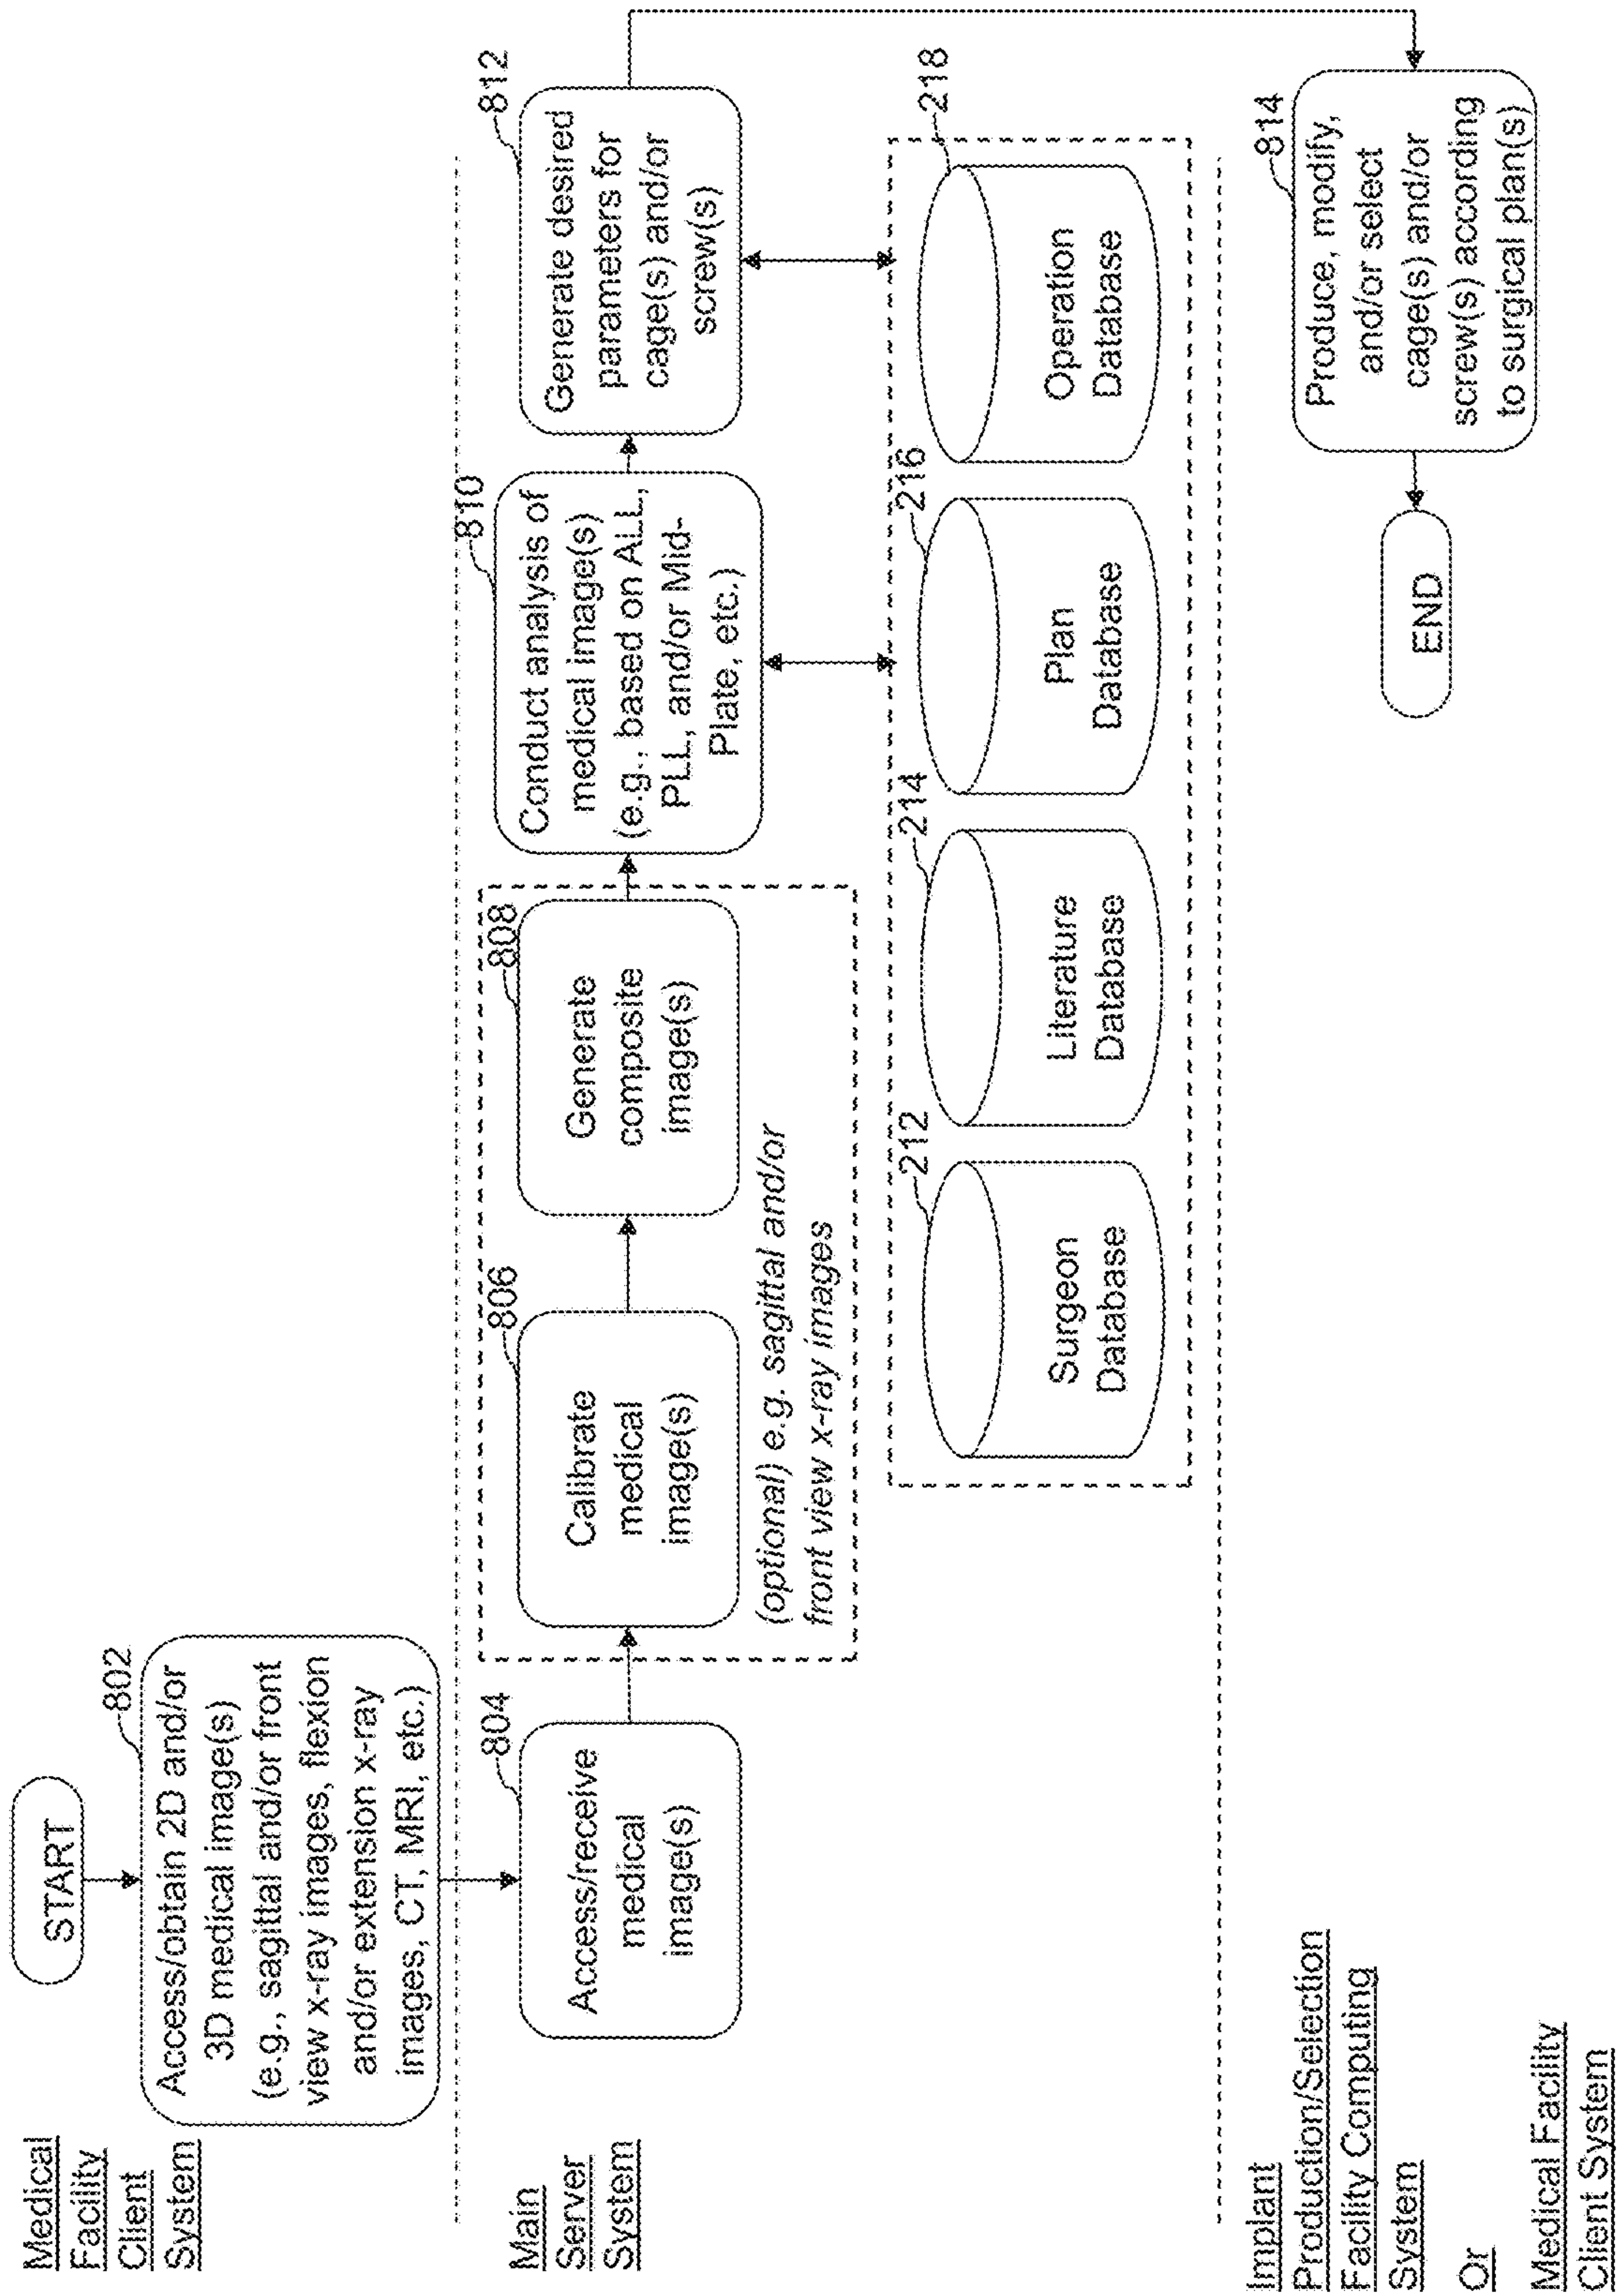 Medical
Facility
Client
System
START
802
Access/obtain 2D and/or
3D medical image(s)
(e.g., sagittal and/or front
view x-ray images, flexion
and/or extension x-ray
images, CT, MRI, etc.)
Main
Server
System
804
Access/receive
medical
image(s)
806
Calibrate
medical
image(s)
808
Generate
composite
image(s)
(optional) e.g. sagittal and/or
front view x-ray images
810
Conduct analysis of
medical image(s)
(e.g., based on ALL,
PLL, and/or Mid-
Plate, etc.)
812
Generate desired
parameters for
cage(s) and/or
screw(s)
212
Surgeon
Database
214
Literature
Database
216
Plan
Database
218
Operation
Database
Implant
Production/Selection
Facility Computing
System
Or
Medical Facility
Client System
814
Produce, modify,
and/or select
cage(s) and/or
screw(s) according
to surgical plan(s)
END